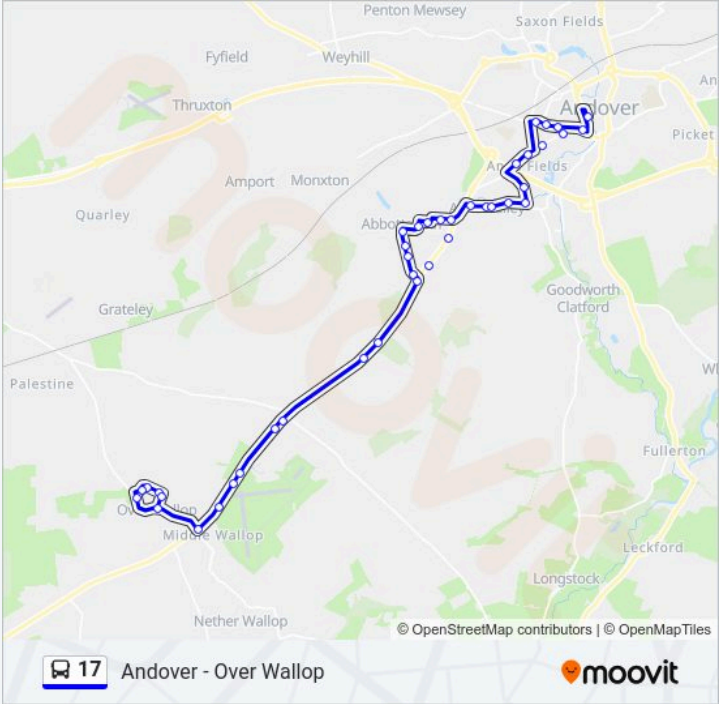 Penton Mewsey
Saxon Fields
Fyfield
Weyhill
Thruxton
Andover
Picket
Amport
Monxton
Quarley
Goodworth
Clatford
Grateley
Palestine
Fullerton
Middle Wallop
Leckford
Longstock
Nether Wallop
© OpenStreetMap contributors | © OpenMapTiles
17 Andover - Over Wallop
moovit